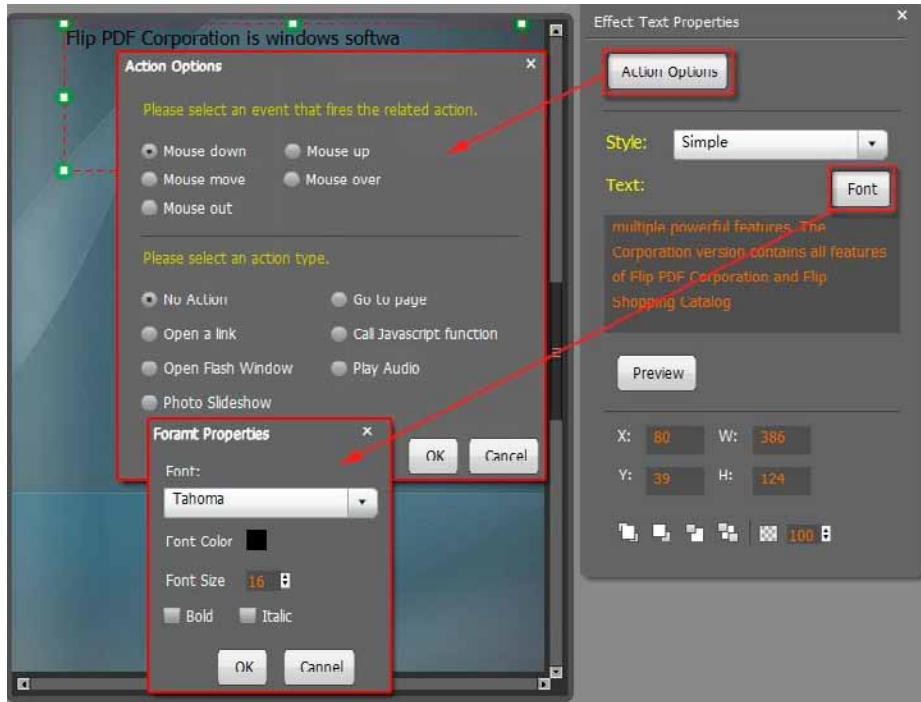 Flip PDF Corporation is windows softwa
Action Options
Please select an event that fires the related action.
Mouse down Mouse up
Mouse move Mouse over
Mouse out
Please select an action type.
No Action Go to page
Open a link Call Javascript function
Open Flash Window Play Audio
Photo Slideshow
OK Cancel
Foramt Properties
Font:
Tahoma
Font Color
Font Size 16
Bold Italic
OK Cannel
Effect Text Properties
Action Options
Style: Simple
Text: Font
multiple powerful features. The
Corporation version contains all features
of Flip PDF Corporation and Flip
Shopping Catalog
Preview
X: 80 W: 386
Y: 39 H: 124
100